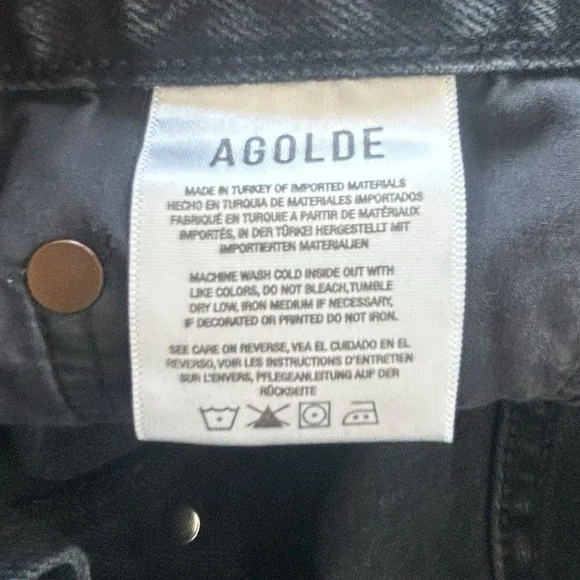 AGOLDE
MADE IN TURKEY OF IMPORTED MATERIALS
HECHO EN TURQUIA DE MATERIALES IMPORTADOS
FABRIQUÉ EN TURQUIE A PARTIR DE MATÉRIAUX
IMPORTÉS, IN DER TÜRKEI HERGESTELLT MIT
IMPORTIERTEN MATERIALIEN
MACHINE WASH COLD INSIDE OUT WITH
LIKE COLORS, DO NOT BLEACH,TUMBLE
DRY LOW, IRON MEDIUM IF NECESSARY,
IF DECORATED OR PRINTED DO NOT IRON.
SEE CARE ON REVERSE, VEA EL CUIDADO EN EL
REVERSO, VOIR LES INSTRUCTIONS D'ENTRETIEN
SUR L'ENVERS, PFLEGEANLEITUNG AUF DER
RÜCKSEITE